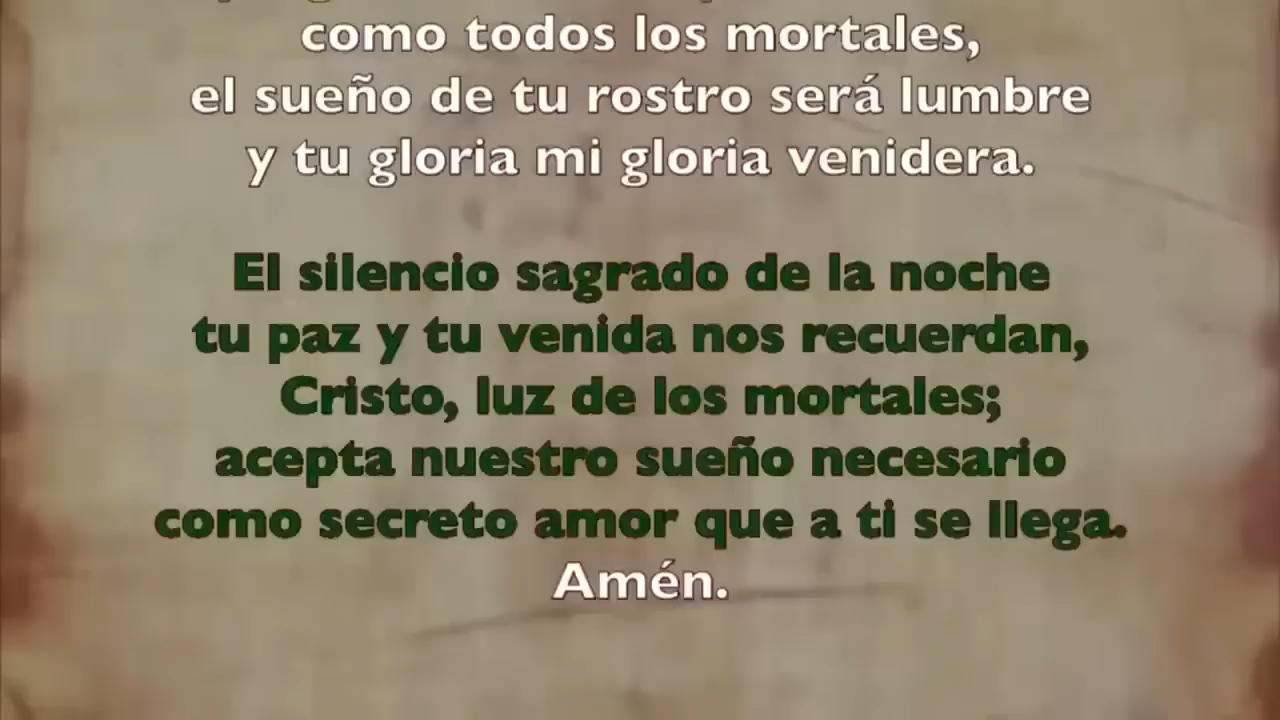 como todos los mortales,
el sueño de tu rostro será lumbre
y tu gloria mi gloria venidera.
El silencio sagrado de la noche
tu paz y tu venida nos recuerdan,
Cristo, luz de los mortales;
acepta nuestro sueño necesario
como secreto amor que a ti se llega.
Amén.